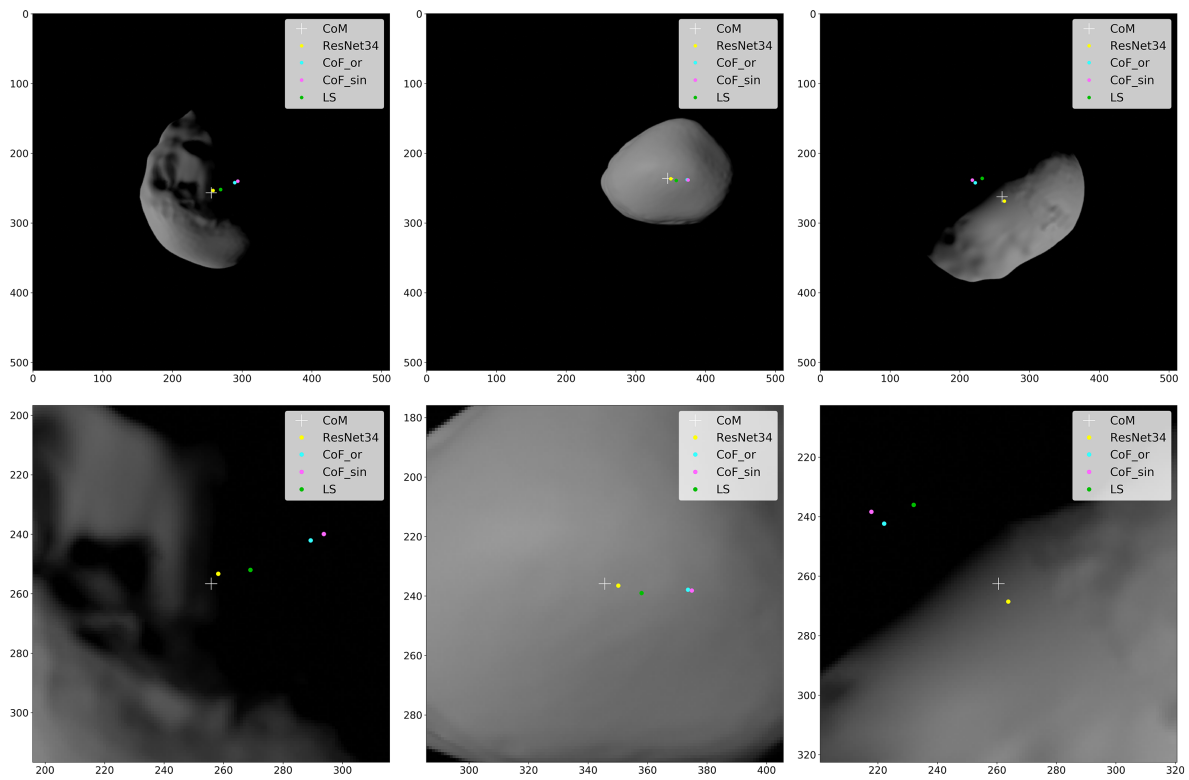 0
100
200
300
400
500
0 100 200 300 400 500
CoM
ResNet34
CoF_or
CoF_sin
LS
0
100
200
300
400
500
0 100 200 300 400 500
CoM
ResNet34
CoF_or
CoF_sin
LS
0
100
200
300
400
500
0 100 200 300 400 500
CoM
ResNet34
CoF_or
CoF_sin
LS
200
220
240
260
280
300
200 220 240 260 280 300
CoM
ResNet34
CoF_or
CoF_sin
LS
180
200
220
240
260
280
300 320 340 360 380 400
CoM
ResNet34
CoF_or
CoF_sin
LS
220
240
260
280
300
320
220 240 260 280 300 320
CoM
ResNet34
CoF_or
CoF_sin
LS